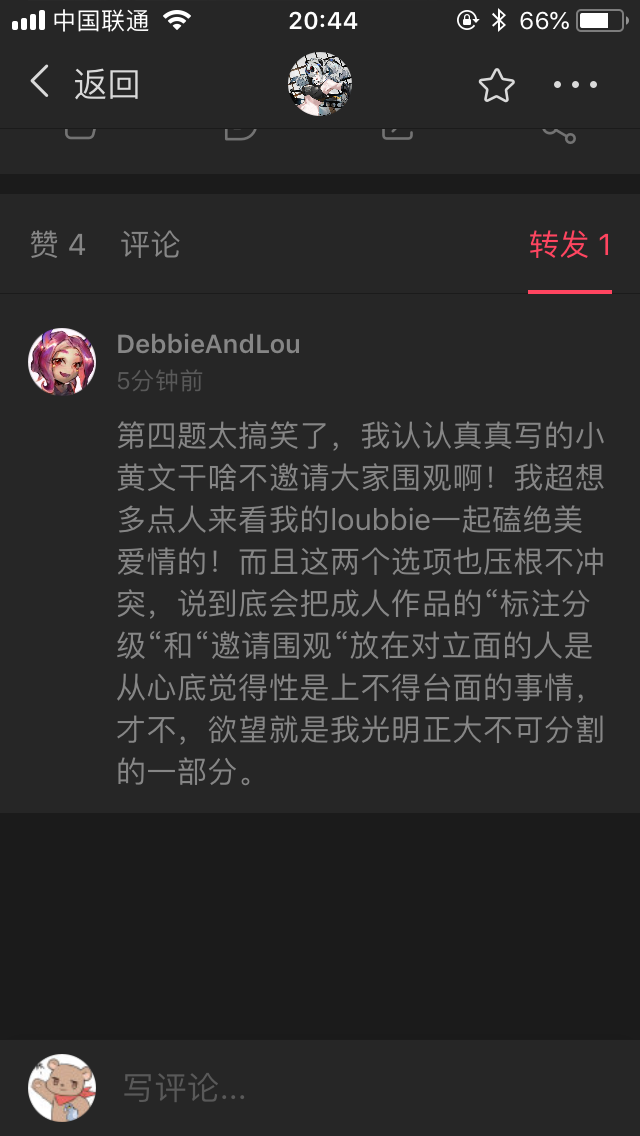 中国联通 20:44 66%
返回
赞 4 评论 转发 1
DebbieAndLou
5分钟前
第四题太搞笑了，我认认真真写的小
黄文干啥不邀请大家围观啊！我超想
多点人来看我的loubbie一起磕绝美
爱情的！而且这两个选项也压根不冲
突，说到底会把成人作品的“标注分
级“和“邀请围观“放在对立面的人是
从心底觉得性是上不得台面的事情，
才不，欲望就是我光明正大不可分割
的一部分。
写评论...